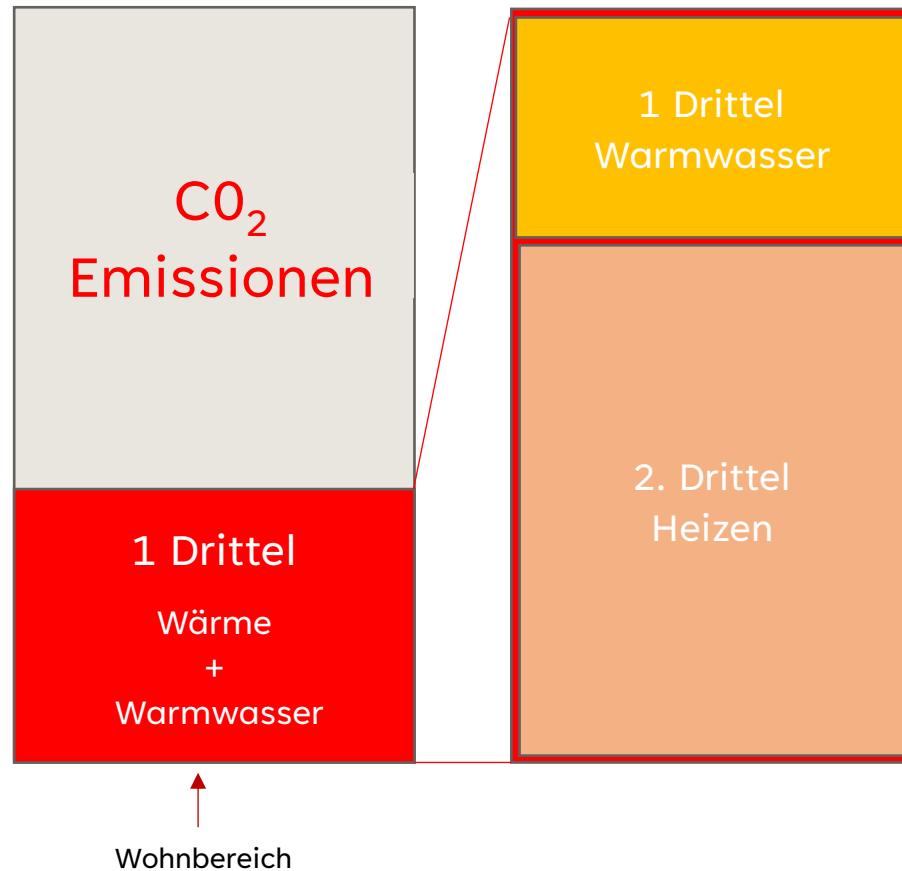 C0₂
Emissionen
1 Drittel
Wärme
+
Warmwasser
Wohnbereich
1 Drittel
Warmwasser
2. Drittel
Heizen